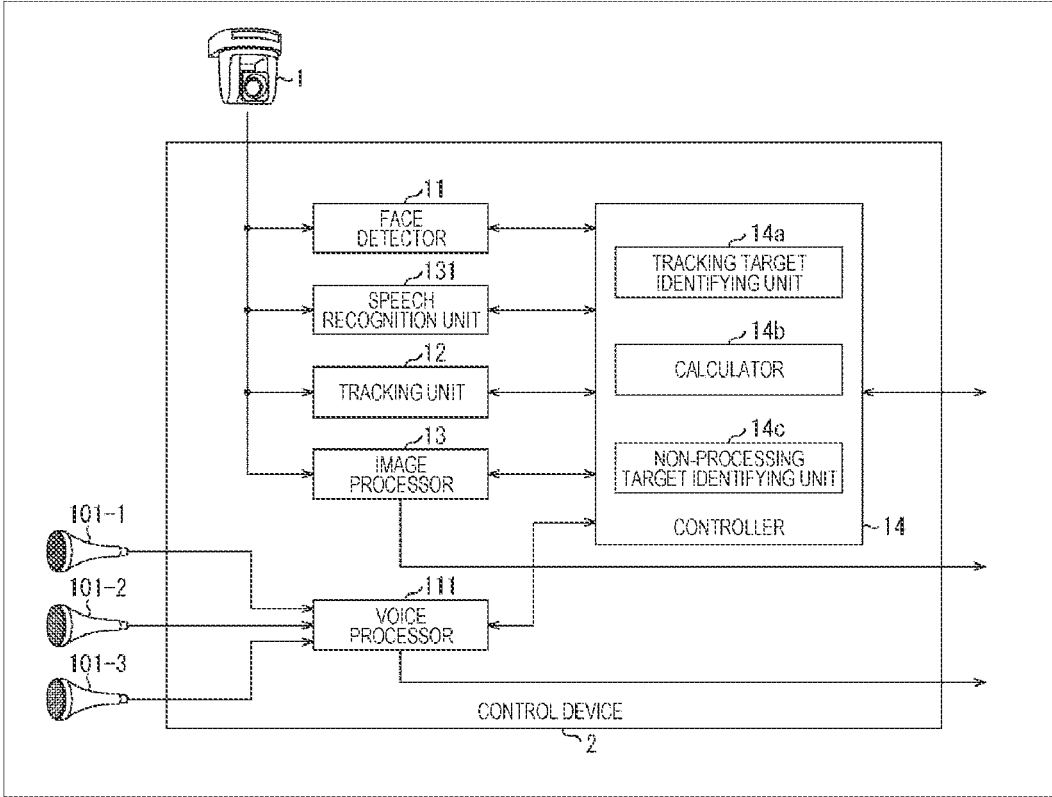 1
11
FACE
DETECTOR
131
SPEECH
RECOGNITION UNIT
12
TRACKING UNIT
13
IMAGE
PROCESSOR
14a
TRACKING TARGET
IDENTIFYING UNIT
14b
CALCULATOR
14c
NON-PROCESSING
TARGET IDENTIFYING UNIT
CONTROLLER
14
101-1
101-2
101-3
111
VOICE
PROCESSOR
CONTROL DEVICE
2